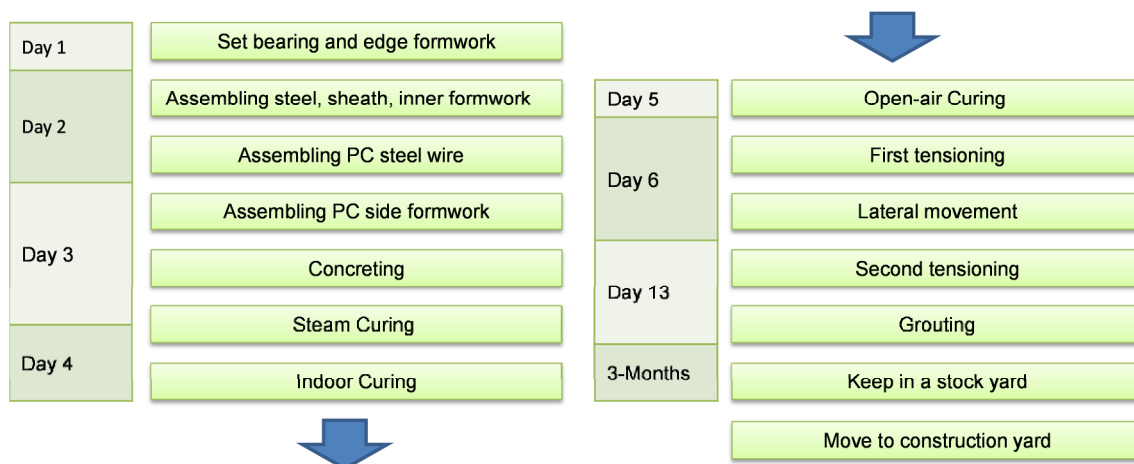 Day 1
Set bearing and edge formwork
Day 2
Assembling steel, sheath, inner formwork
Assembling PC steel wire
Day 3
Assembling PC side formwork
Concreting
Day 4
Steam Curing
Indoor Curing
Day 5
Open-air Curing
Day 6
First tensioning
Lateral movement
Day 13
Second tensioning
Grouting
3-Months
Keep in a stock yard
Move to construction yard